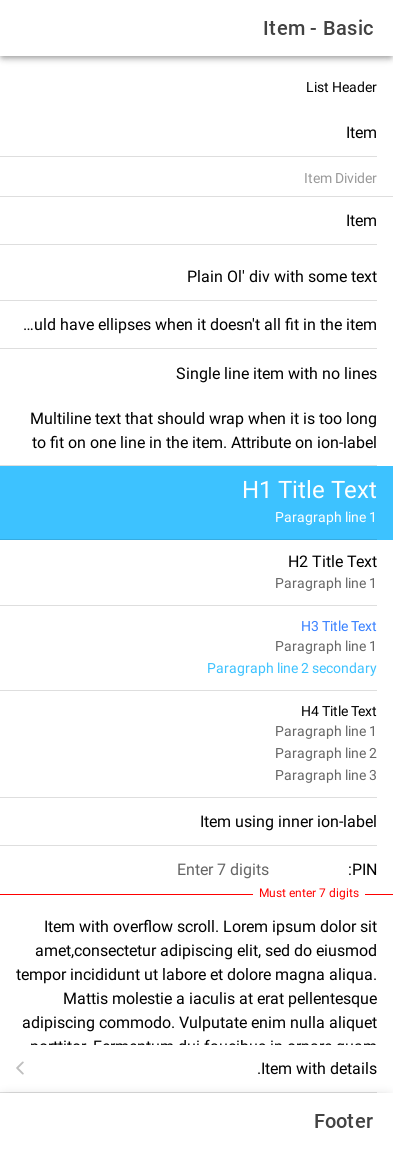 Item - Basic
List Header
Item
Item Divider
Item
Plain Ol' div with some text
...uld have ellipses when it doesn't all fit in the item
Single line item with no lines
Multiline text that should wrap when it is too long
to fit on one line in the item. Attribute on ion-label
H1 Title Text
Paragraph line 1
H2 Title Text
Paragraph line 1
H3 Title Text
Paragraph line 1
Paragraph line 2 secondary
H4 Title Text
Paragraph line 1
Paragraph line 2
Paragraph line 3
Item using inner ion-label
:PIN Enter 7 digits
Must enter 7 digits
Item with overflow scroll. Lorem ipsum dolor sit
amet,consectetur adipiscing elit, sed do eiusmod
tempor incididunt ut labore et dolore magna aliqua.
Mattis molestie a iaculis at erat pellentesque
adipiscing commodo. Vulputate enim nulla aliquet
porttitor. Fermentum dui faucibus in ornare quam
.Item with details
Footer